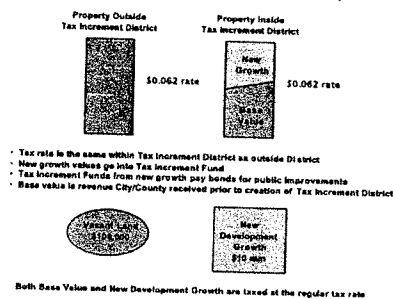 Property Outside
Tax Increment District
Property Inside
Tax Increment District
$0.062 rate
New
Growth
Base
Value
$0.062 rate
· Tax rate is the same within Tax Increment District as outside District
· New growth values go into Tax Increment Fund
· Tax Increment Funds from new growth pay bonds for public improvements
· Base value is revenue City/County received prior to creation of Tax Increment District
Vacant Land
New
Development
Growth
$10 mm
Both Base Value and New Development Growth are taxed at the regular tax rate